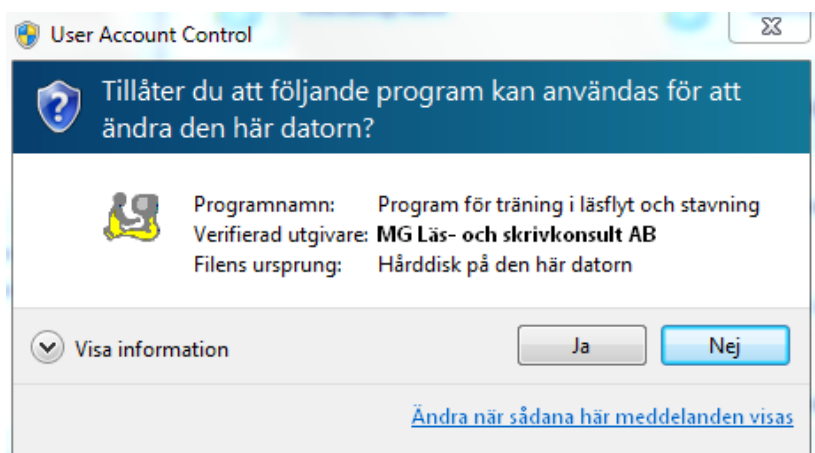 User Account Control
Tillåter du att följande program kan användas för att
ändra den här datorn?
Programnamn: Program för träning i läsflyt och stavning
Verifierad utgivare: MG Läs- och skrivkonsult AB
Filens ursprung: Hårddisk på den här datorn
Visa information
Ja
Nej
Ändra när sådana här meddelanden visas